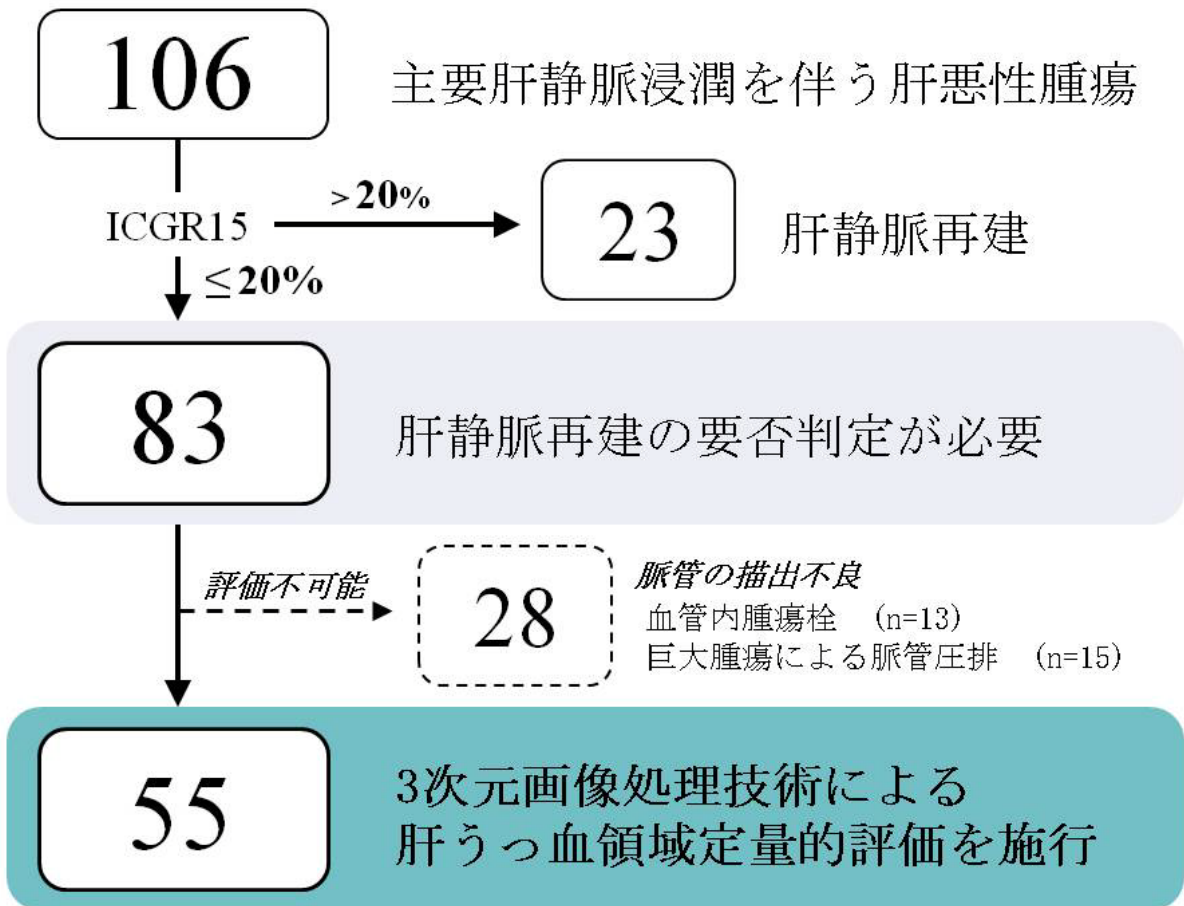 106
主要肝静脈浸潤を伴う肝悪性腫瘍
ICGR15
>20%
23
肝静脈再建
≤20%
83
肝静脈再建の要否判定が必要
評価不可能
28
脈管の描出不良
血管内腫瘍栓 (n=13)
巨大腫瘍による脈管圧排 (n=15)
55
3次元画像処理技術による
肝うっ血領域定量的評価を施行